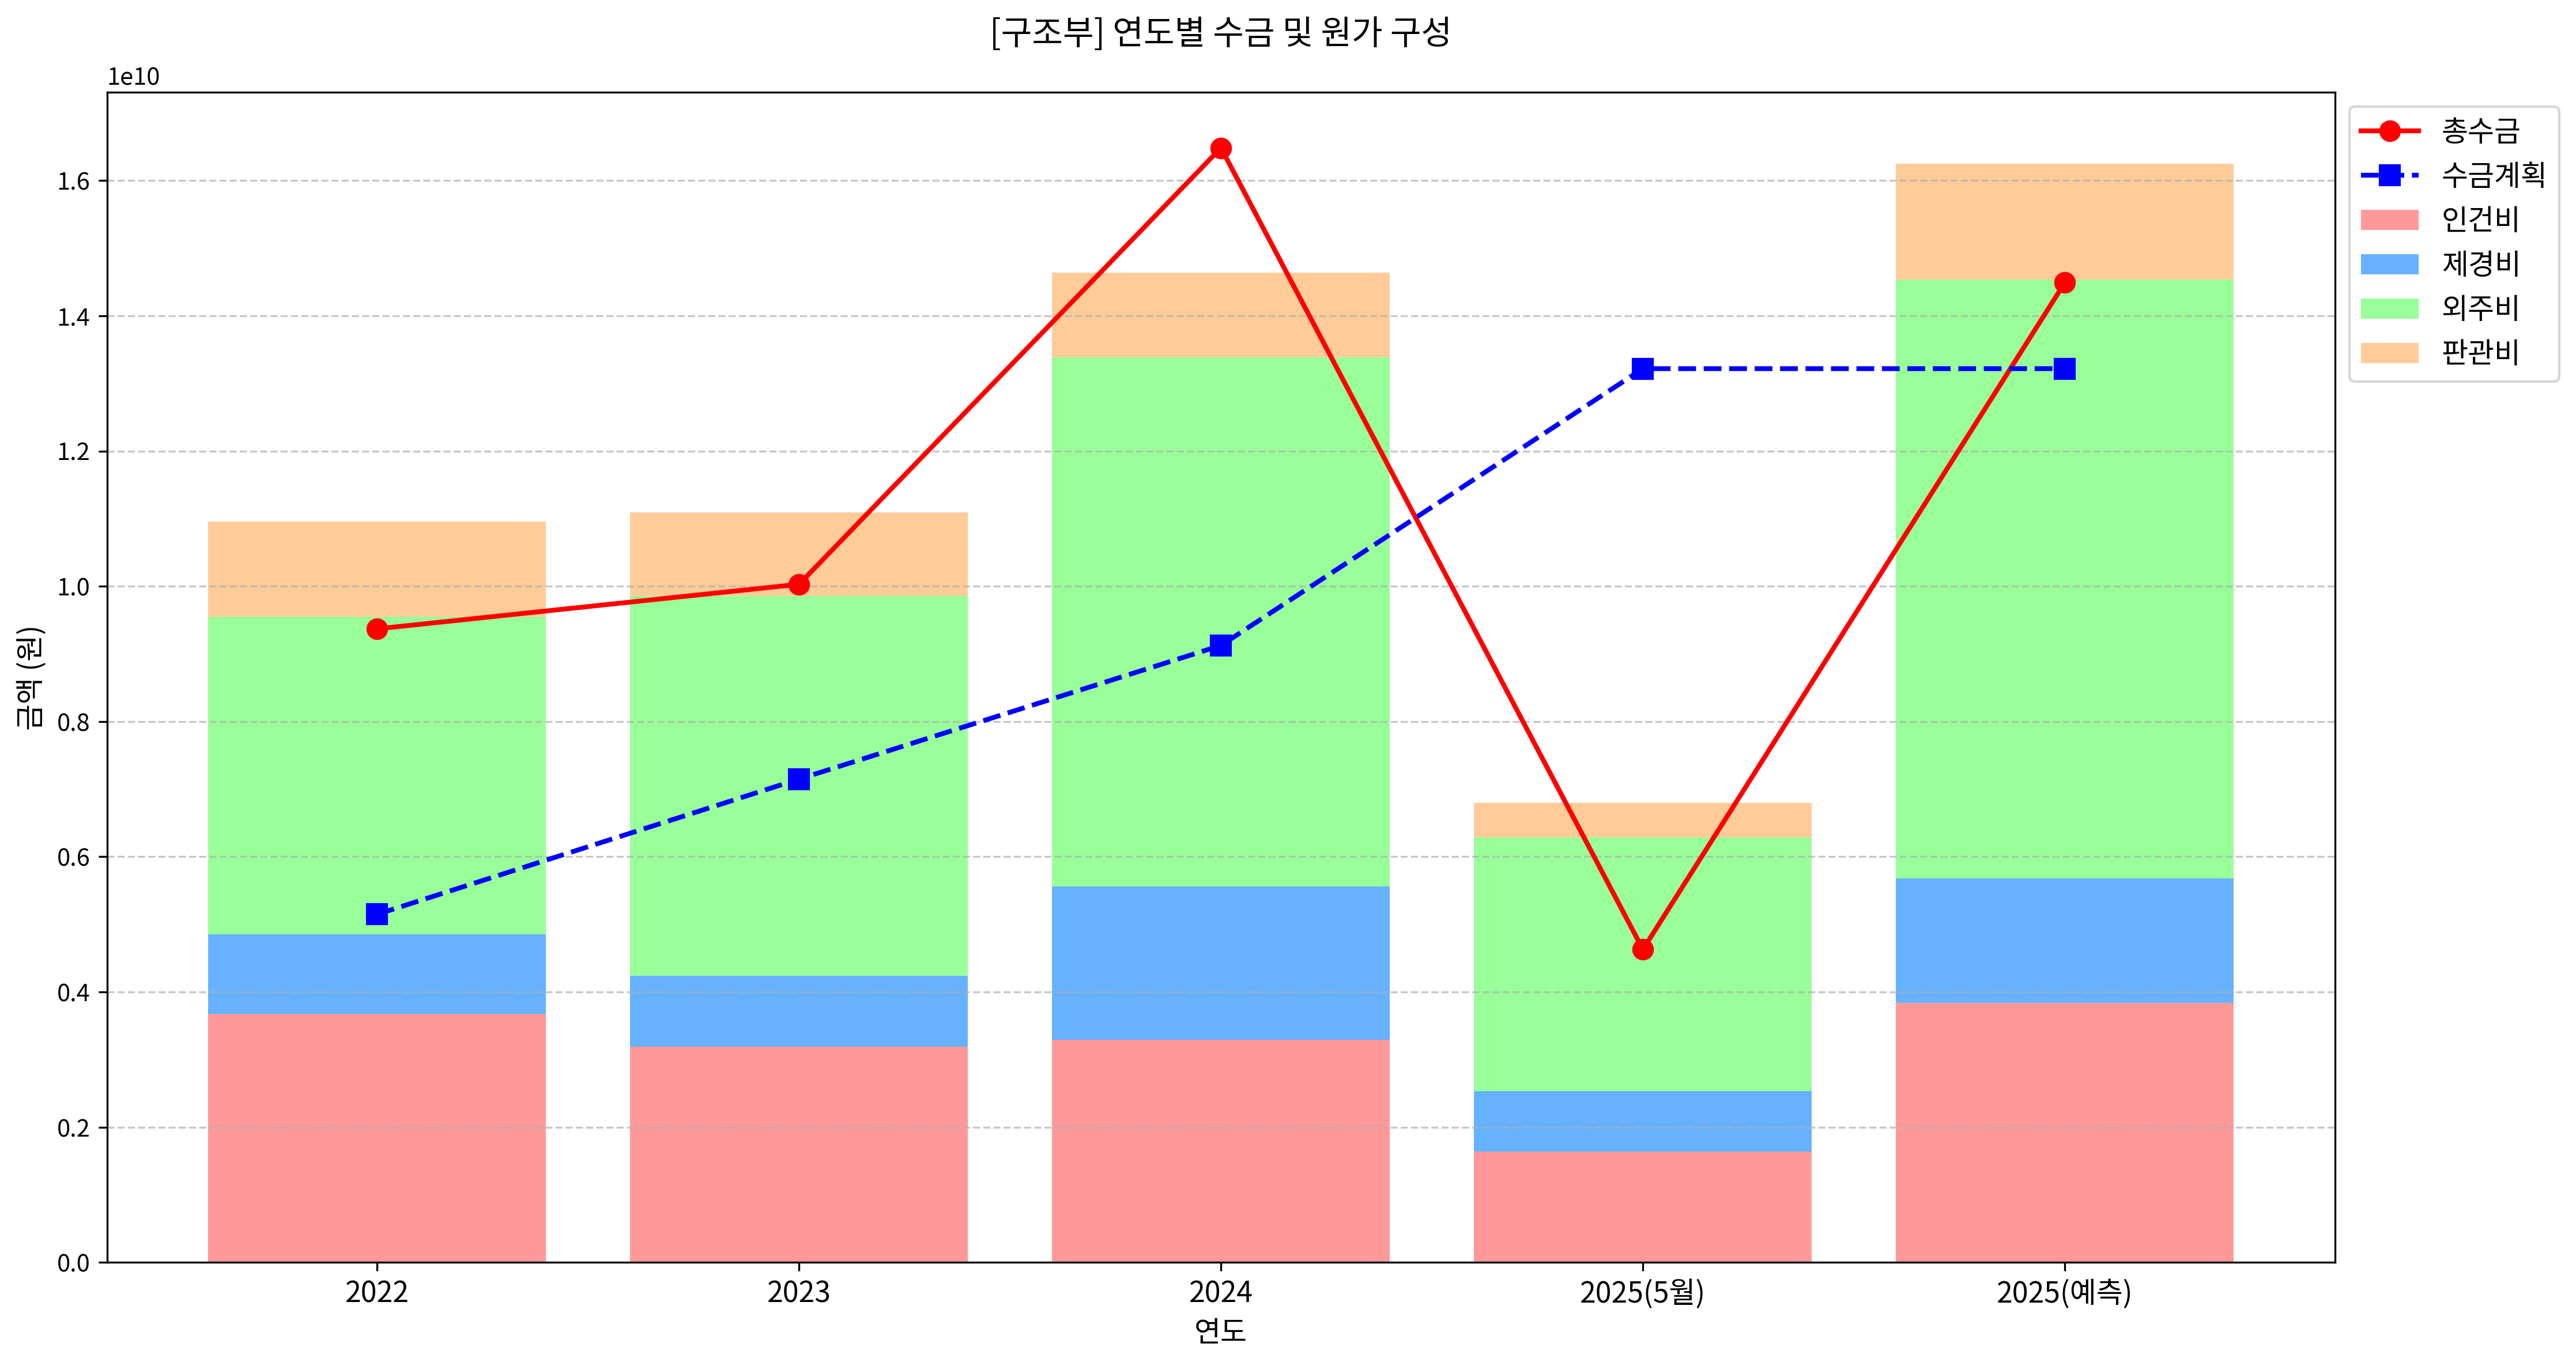 [구조부] 연도별 수금 및 원가 구성
1e10
1.6
1.4
1.2
1.0
0.8
0.6
0.4
0.2
0.0
금액 (원)
2022
2023
2024
2025(5월)
2025(예측)
연도
총수금
수금계획
인건비
제경비
외주비
판관비